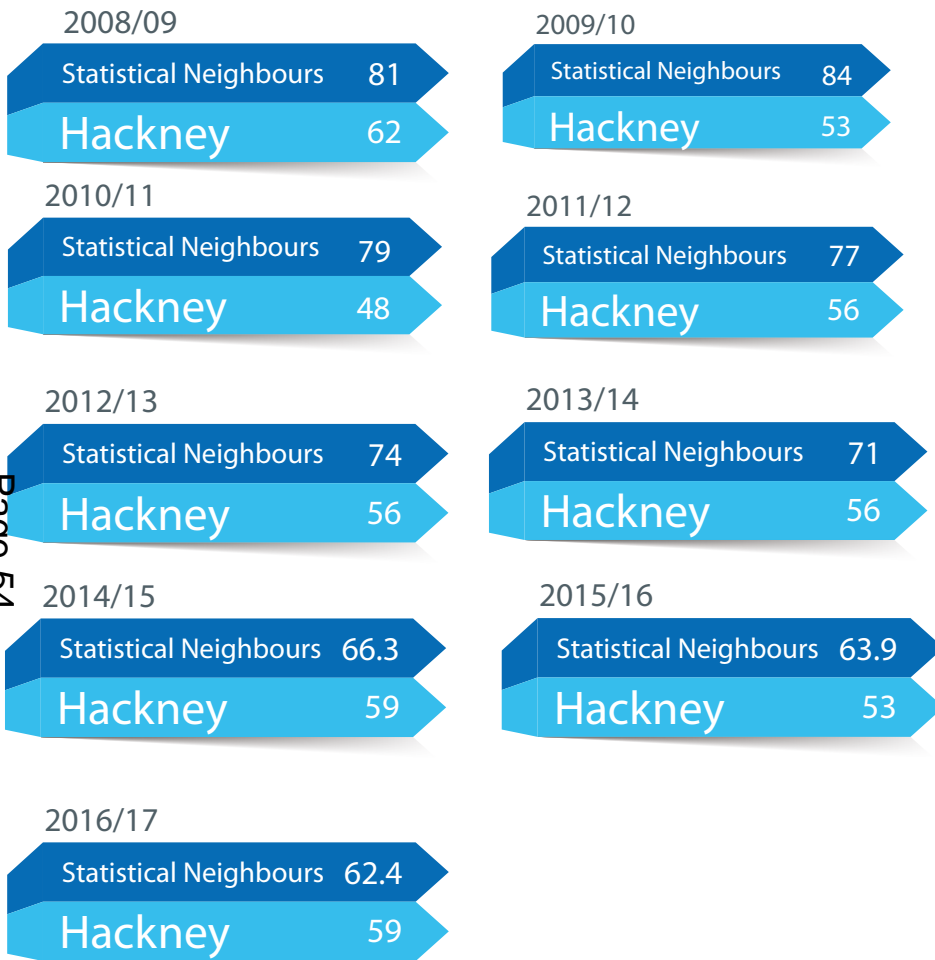 2008/09
Statistical Neighbours 81
Hackney 62
2009/10
Statistical Neighbours 84
Hackney 53
2010/11
Statistical Neighbours 79
Hackney 48
2011/12
Statistical Neighbours 77
Hackney 56
2012/13
Statistical Neighbours 74
Hackney 56
2013/14
Statistical Neighbours 71
Hackney 56
Page 54
2014/15
Statistical Neighbours 66.3
Hackney 59
2015/16
Statistical Neighbours 63.9
Hackney 53
2016/17
Statistical Neighbours 62.4
Hackney 59